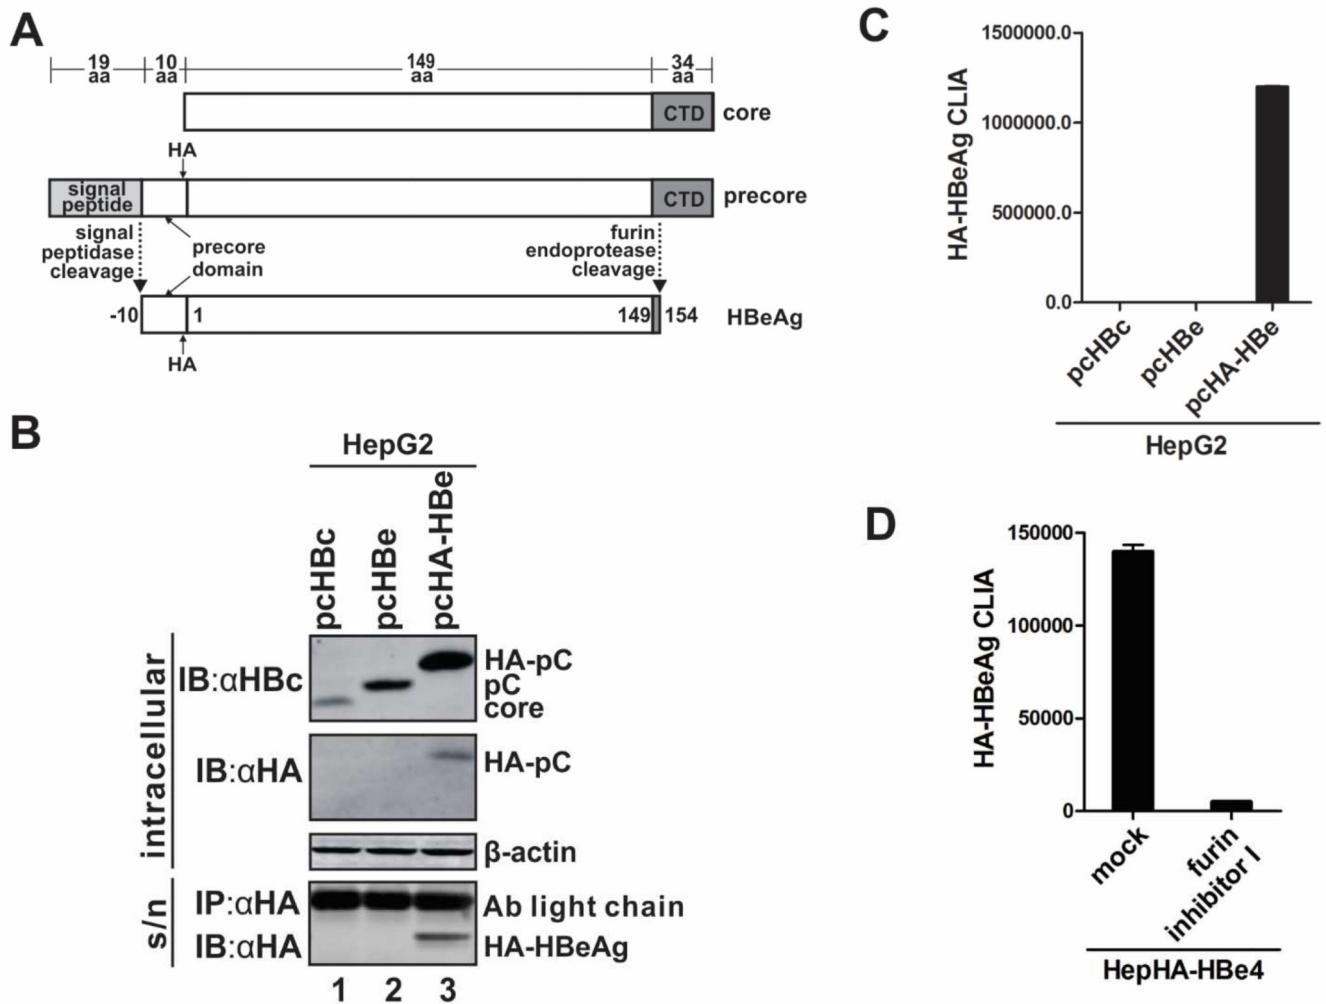 A
19 aa
10 aa
149 aa
34 aa
CTD
core
HA
signal peptide
CTD
precore
signal peptidase cleavage
precore domain
furin endoprotease cleavage
-10
1
149
154
HBeAg
HA
B
HepG2
pcHBc
pcHBe
pcHA-HBe
intracellular
IB:αHBc
HA-pC
pC
core
IB:αHA
HA-pC
β-actin
s/n
IP:αHA
Ab light chain
IB:αHA
HA-HBeAg
1 2 3
C
HA-HBeAg CLIA
1500000.0
1000000.0
500000.0
0.0
pcHBc
pcHBe
pcHA-HBe
HepG2
D
HA-HBeAg CLIA
150000
100000
50000
0
mock
furin
inhibitor I
HepHA-HBe4